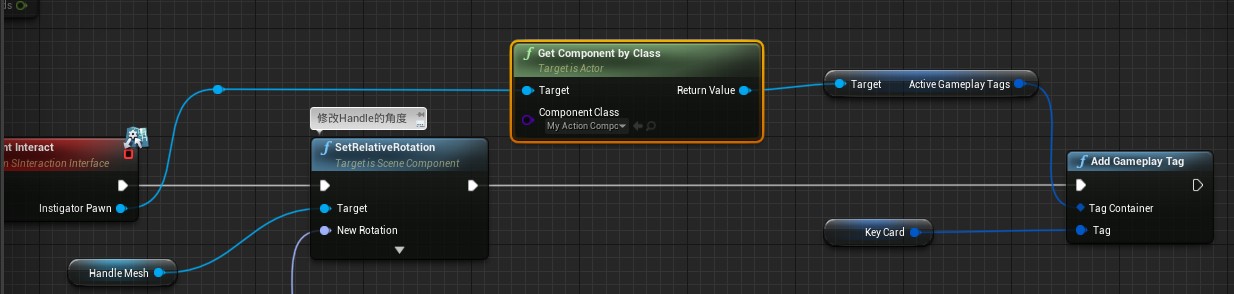 ds
Get Component by Class
Target is Actor
Target
Return Value
Component Class
My Action Compc
Target
Active Gameplay Tags
修改Handle的角度
nt Interact
n SInteraction Interface
Instigator Pawn
SetRelativeRotation
Target is Scene Component
Target
New Rotation
Handle Mesh
Add Gameplay Tag
Tag Container
Tag
Key Card